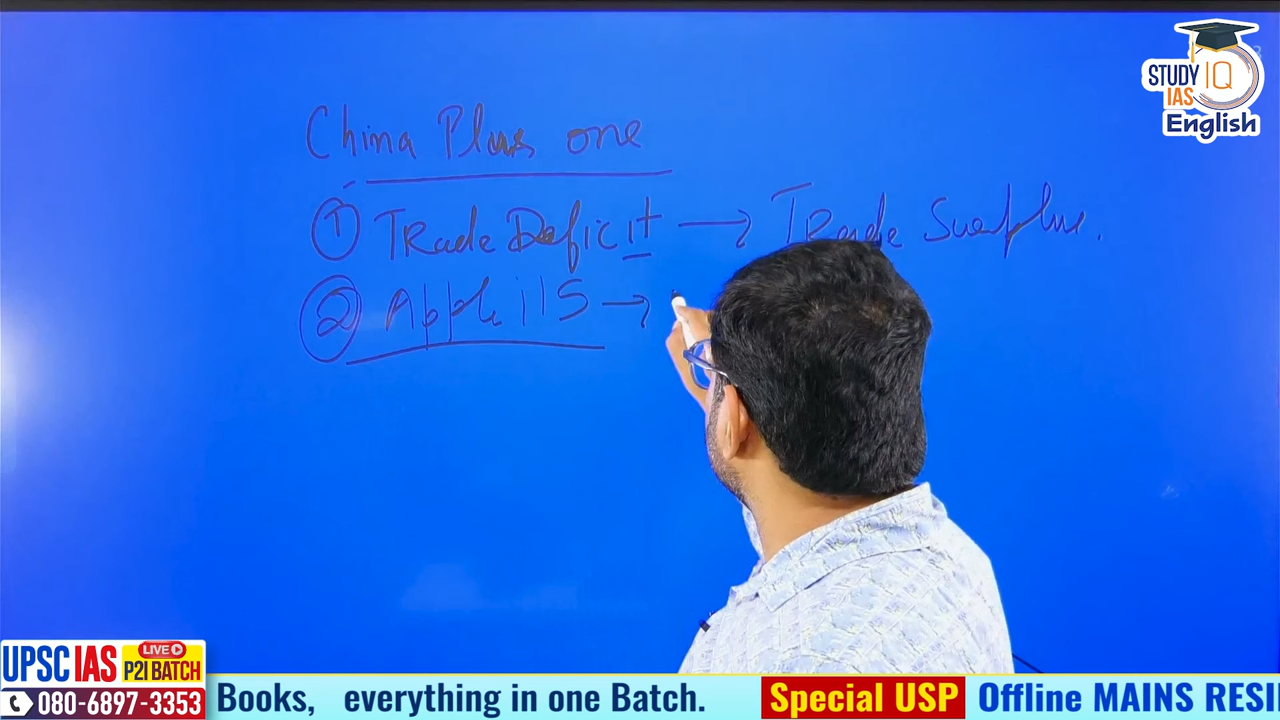 STUDY IQ
IAS
English
China Plus one
① Trade Deficit → Trade Surplus.
② Apple i15 →
UPSC IAS LIVE P2I BATCH
080-6897-3353
Books, everything in one Batch. Special USP Offline MAINS RESI